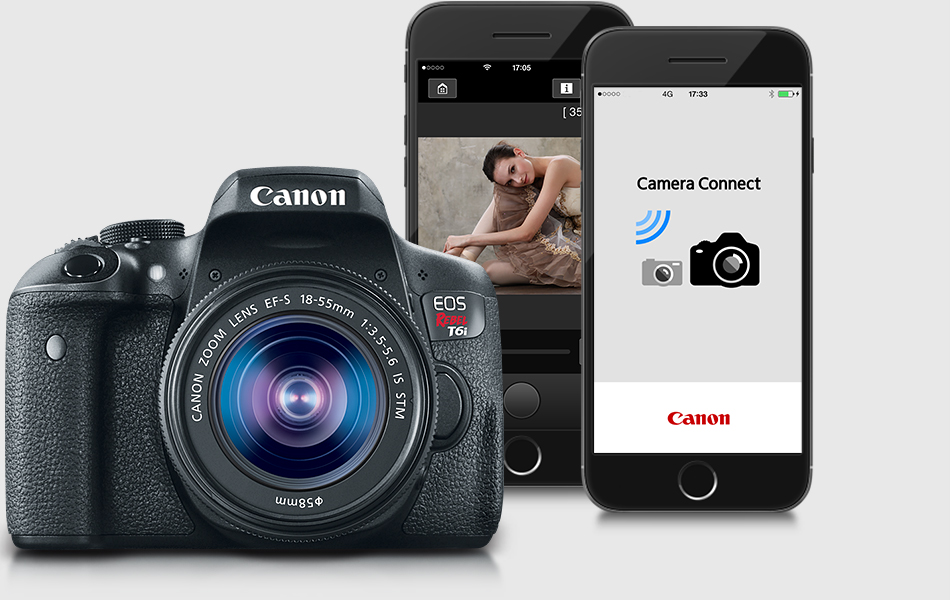 Canon
EOS
REBEL
T6i
CANON ZOOM LENS EF-S 18-55mm 1:3.5-5.6 IS STM
φ58mm
17:05
i
[ 35
4G 17:33
Camera Connect
Canon